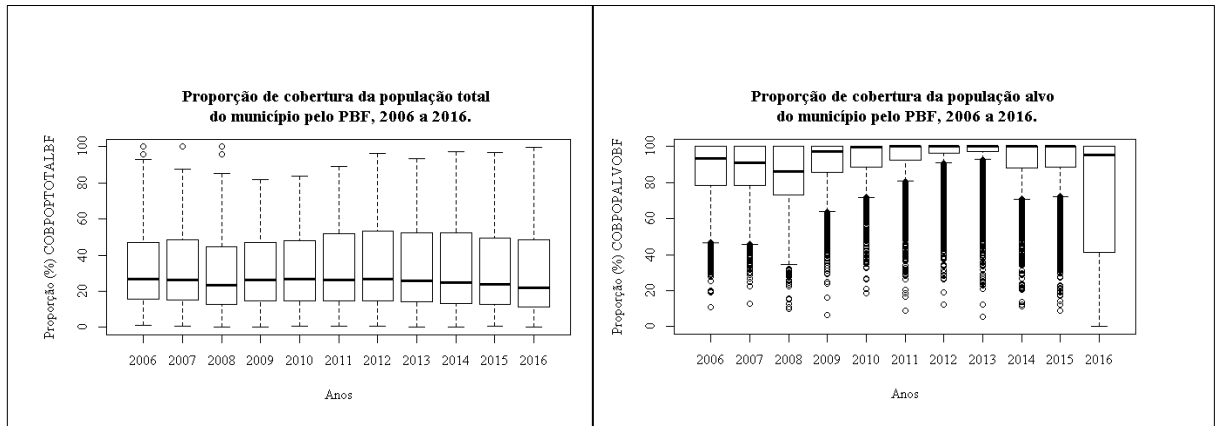 Proporção de cobertura da população total
do município pelo PBF, 2006 a 2016.
Proporção (%) COBPOPTOTALBF
100
80
60
40
20
0
2006 2007 2008 2009 2010 2011 2012 2013 2014 2015 2016
Anos
Proporção de cobertura da população alvo
do município pelo PBF, 2006 a 2016.
Proporção (%) COBPOPALVOBF
100
80
60
40
20
0
2006 2007 2008 2009 2010 2011 2012 2013 2014 2015 2016
Anos